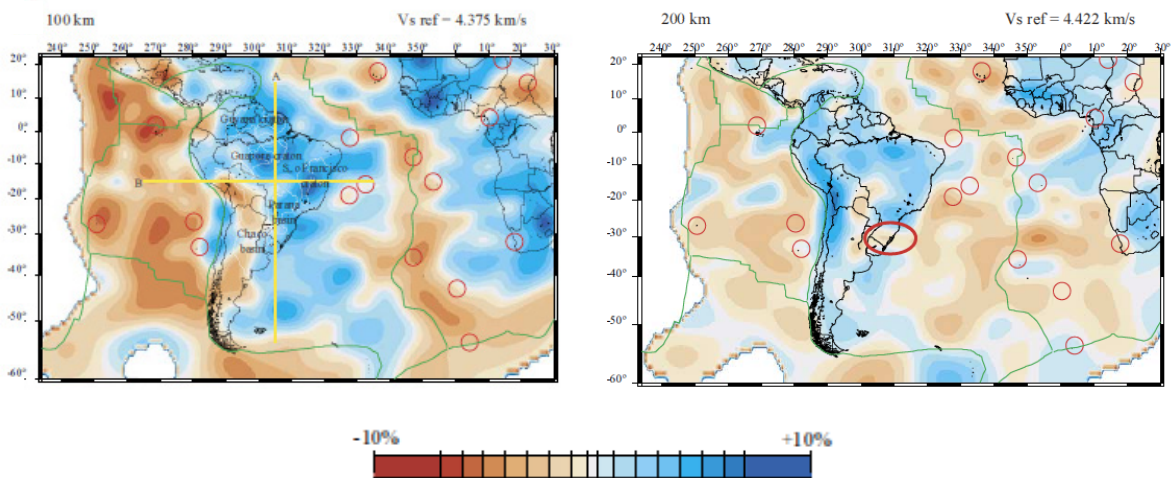 100 km
Vs ref = 4.375 km/s
240° 250° 260° 270° 280° 290° 300° 310° 320° 330° 340° 350° 0° 10° 20° 30°
20°
10°
0°
-10°
-20°
-30°
-40°
-50°
-60°
A
B
Guyana craton
Guapore craton
S. o Francisco
craton
Parana
basin
Chaco
basin
200 km
Vs ref = 4.422 km/s
240° 250° 260° 270° 280° 290° 300° 310° 320° 330° 340° 350° 0° 10° 20° 30°
20°
10°
0°
-10°
-20°
-30°
-40°
-50°
-60°
-10%
+10%